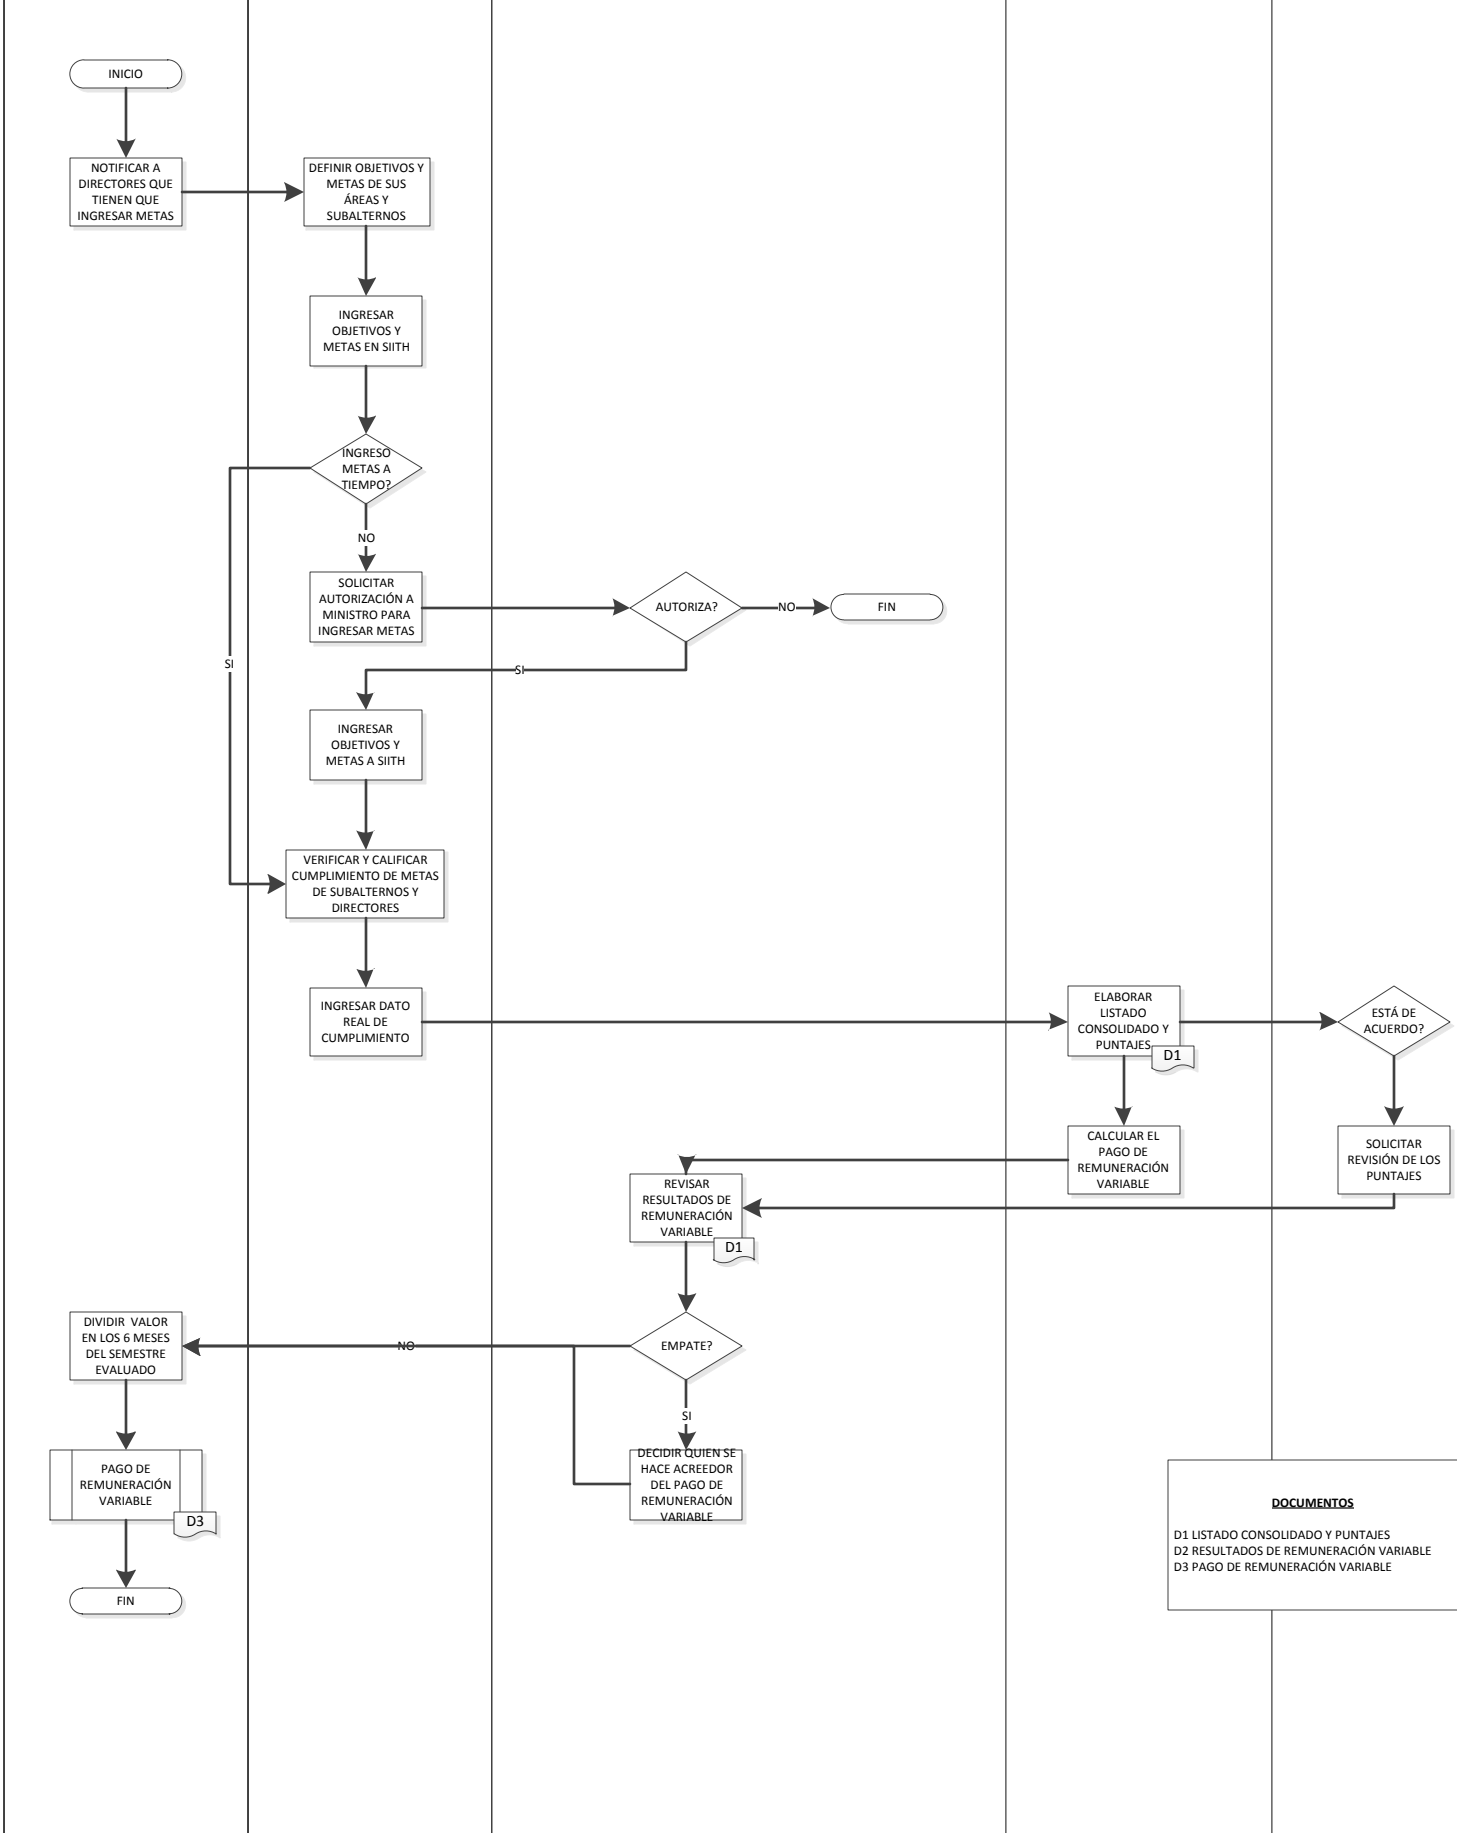 INICIO
NOTIFICAR A
DIRECTORES QUE
TIENEN QUE
INGRESAR METAS
DEFINIR OBJETIVOS Y
METAS DE SUS
ÁREAS Y
SUBALTERNOS
INGRESAR
OBJETIVOS Y
METAS EN SIITH
INGRESO
METAS A
TIEMPO?
NO
SOLICITAR
AUTORIZACIÓN A
MINISTRO PARA
INGRESAR METAS
AUTORIZA?
NO
FIN
SI
SI
INGRESAR
OBJETIVOS Y
METAS A SIITH
VERIFICAR Y CALIFICAR
CUMPLIMIENTO DE METAS
DE SUBALTERNOS Y
DIRECTORES
INGRESAR DATO
REAL DE
CUMPLIMIENTO
ELABORAR
LISTADO
CONSOLIDADO Y
PUNTAJES
D1
ESTÁ DE
ACUERDO?
CALCULAR EL
PAGO DE
REMUNERACIÓN
VARIABLE
SOLICITAR
REVISIÓN DE LOS
PUNTAJES
REVISAR
RESULTADOS DE
REMUNERACIÓN
VARIABLE
D1
DIVIDIR  VALOR
EN LOS 6 MESES
DEL SEMESTRE
EVALUADO
NO
EMPATE?
SI
DECIDIR QUIEN SE
HACE ACREEDOR
DEL PAGO DE
REMUNERACIÓN
VARIABLE
PAGO DE
REMUNERACIÓN
VARIABLE
D3
FIN
DOCUMENTOS
D1 LISTADO CONSOLIDADO Y PUNTAJES
D2 RESULTADOS DE REMUNERACIÓN VARIABLE
D3 PAGO DE REMUNERACIÓN VARIABLE